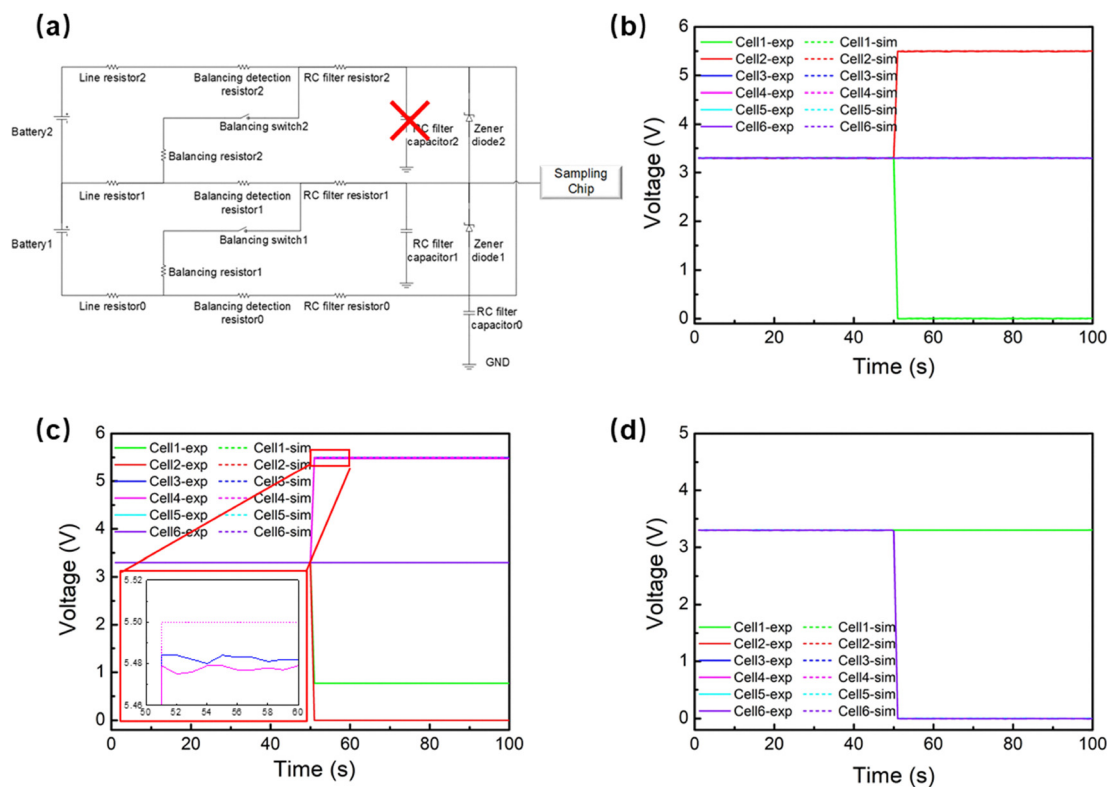 (a)
Line resistor2
Balancing detection
resistor2
RC filter resistor2
Battery2
Balancing switch2
RC filter
capacitor2
Zener
diode2
Balancing resistor2
Sampling
Chip
Line resistor1
Balancing detection
resistor1
RC filter resistor1
Battery1
Balancing switch1
RC filter
capacitor1
Zener
diode1
Balancing resistor1
Line resistor0
Balancing detection
resistor0
RC filter resistor0
RC filter
capacitor0
GND
(b)
Voltage (V)
6
5
4
3
2
1
0
Cell1-exp Cell1-sim
Cell2-exp Cell2-sim
Cell3-exp Cell3-sim
Cell4-exp Cell4-sim
Cell5-exp Cell5-sim
Cell6-exp Cell6-sim
0 20 40 60 80 100
Time (s)
(c)
Voltage (V)
6
5
4
3
2
1
0
Cell1-exp Cell1-sim
Cell2-exp Cell2-sim
Cell3-exp Cell3-sim
Cell4-exp Cell4-sim
Cell5-exp Cell5-sim
Cell6-exp Cell6-sim
5.52
5.50
5.48
5.46
50 52 54 56 58 60
0 20 40 60 80 100
Time (s)
(d)
Voltage (V)
5
4
3
2
1
0
Cell1-exp Cell1-sim
Cell2-exp Cell2-sim
Cell3-exp Cell3-sim
Cell4-exp Cell4-sim
Cell5-exp Cell5-sim
Cell6-exp Cell6-sim
0 20 40 60 80 100
Time (s)